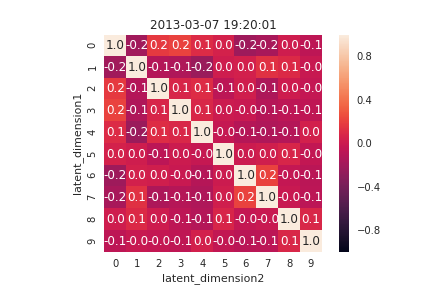 2013-03-07 19:20:01
latent_dimension1
0 1.0 -0.2 0.2 0.2 0.1 0.0 -0.2 -0.2 0.0 -0.1
1 -0.2 1.0 -0.1 -0.1 -0.2 0.0 0.0 0.1 0.1 -0.0
2 0.2 -0.1 1.0 0.1 0.1 -0.1 0.0 -0.1 0.0 -0.0
3 0.2 -0.1 0.1 1.0 0.1 0.0 -0.0 -0.1 -0.1 -0.1
4 0.1 -0.2 0.1 0.1 1.0 -0.0 -0.1 -0.1 -0.1 0.0
5 0.0 0.0 -0.1 0.0 -0.0 1.0 0.0 0.0 0.1 -0.0
6 -0.2 0.0 0.0 -0.0 -0.1 0.0 1.0 0.2 -0.0 -0.1
7 -0.2 0.1 -0.1 -0.1 -0.1 0.0 0.2 1.0 -0.0 -0.1
8 0.0 0.1 0.0 -0.1 -0.1 0.1 -0.0 -0.0 1.0 0.1
9 -0.1 -0.0 -0.0 -0.1 0.0 -0.0 -0.1 -0.1 0.1 1.0
0 1 2 3 4 5 6 7 8 9
latent_dimension2
0.8
0.4
0.0
-0.4
-0.8